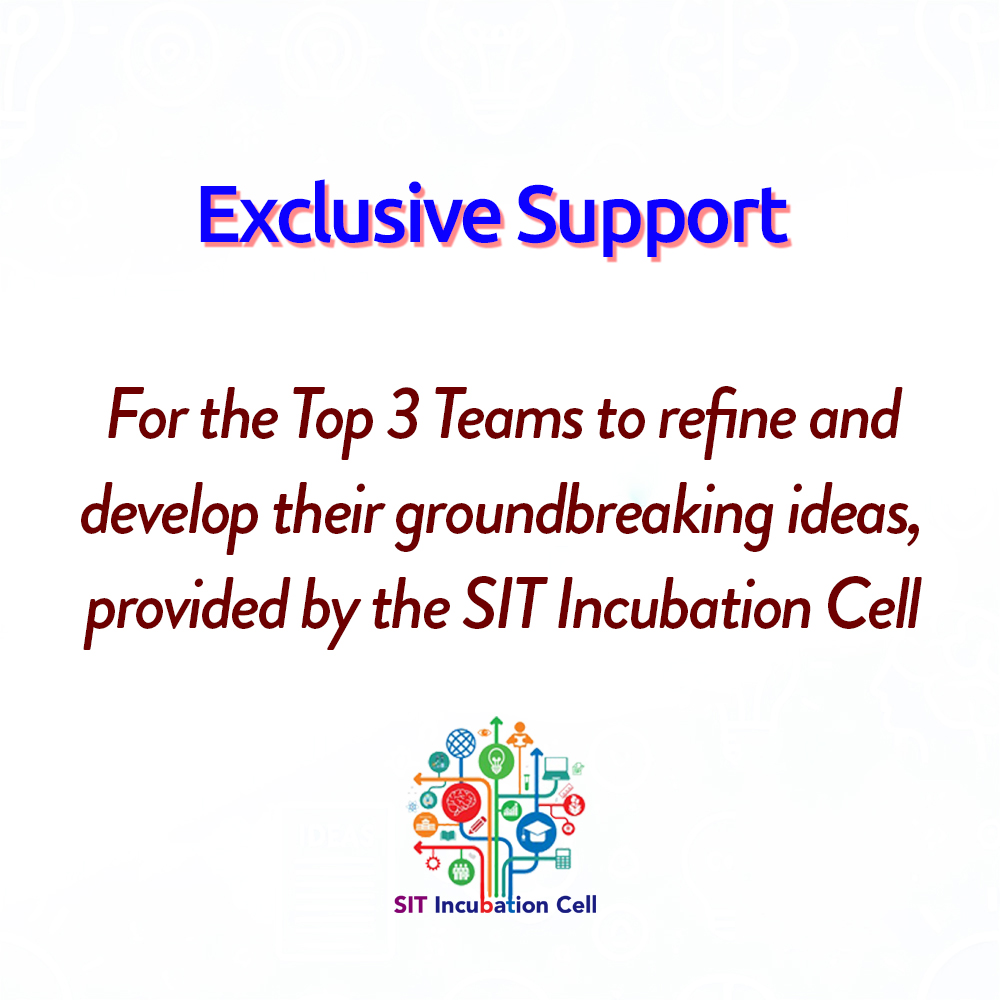 Exclusive Support
For the Top 3 Teams to refine and
develop their groundbreaking ideas,
provided by the SIT Incubation Cell
SIT Incubation Cell